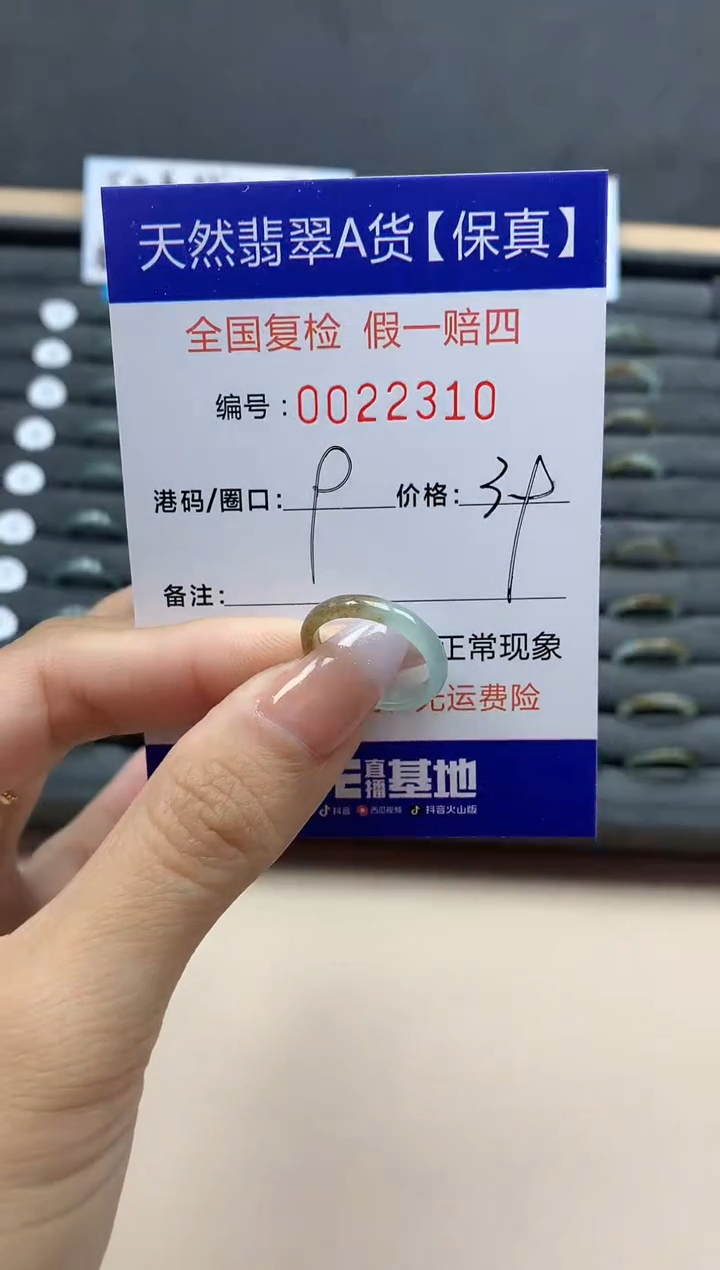 天然翡翠A货【保真】
全国复检 假一赔四
编号:0022310
港码/圈口: 价格:
备注:
正常现象
运费险
直播基地
抖音 西瓜视频 抖音火山版